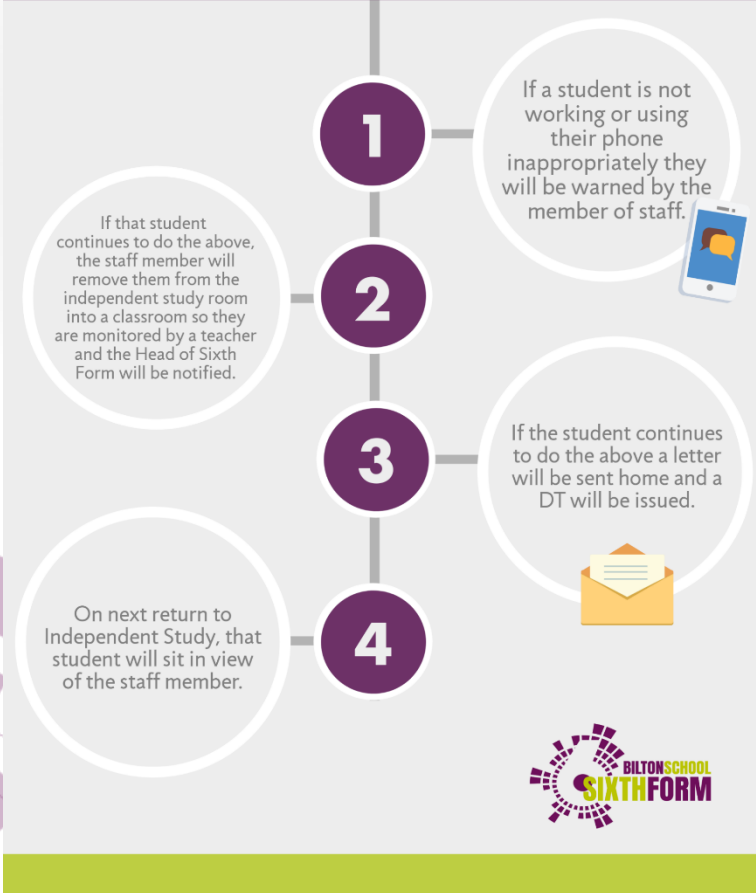 1
If a student is not
working or using
their phone
inappropriately they
will be warned by the
member of staff.
2
If that student
continues to do the above,
the staff member will
remove them from the
independent study room
into a classroom so they
are monitored by a teacher
and the Head of Sixth
Form will be notified.
3
If the student continues
to do the above a letter
will be sent home and a
DT will be issued.
4
On next return to
Independent Study, that
student will sit in view
of the staff member.
BILTONSCHOOL
SIXTHFORM